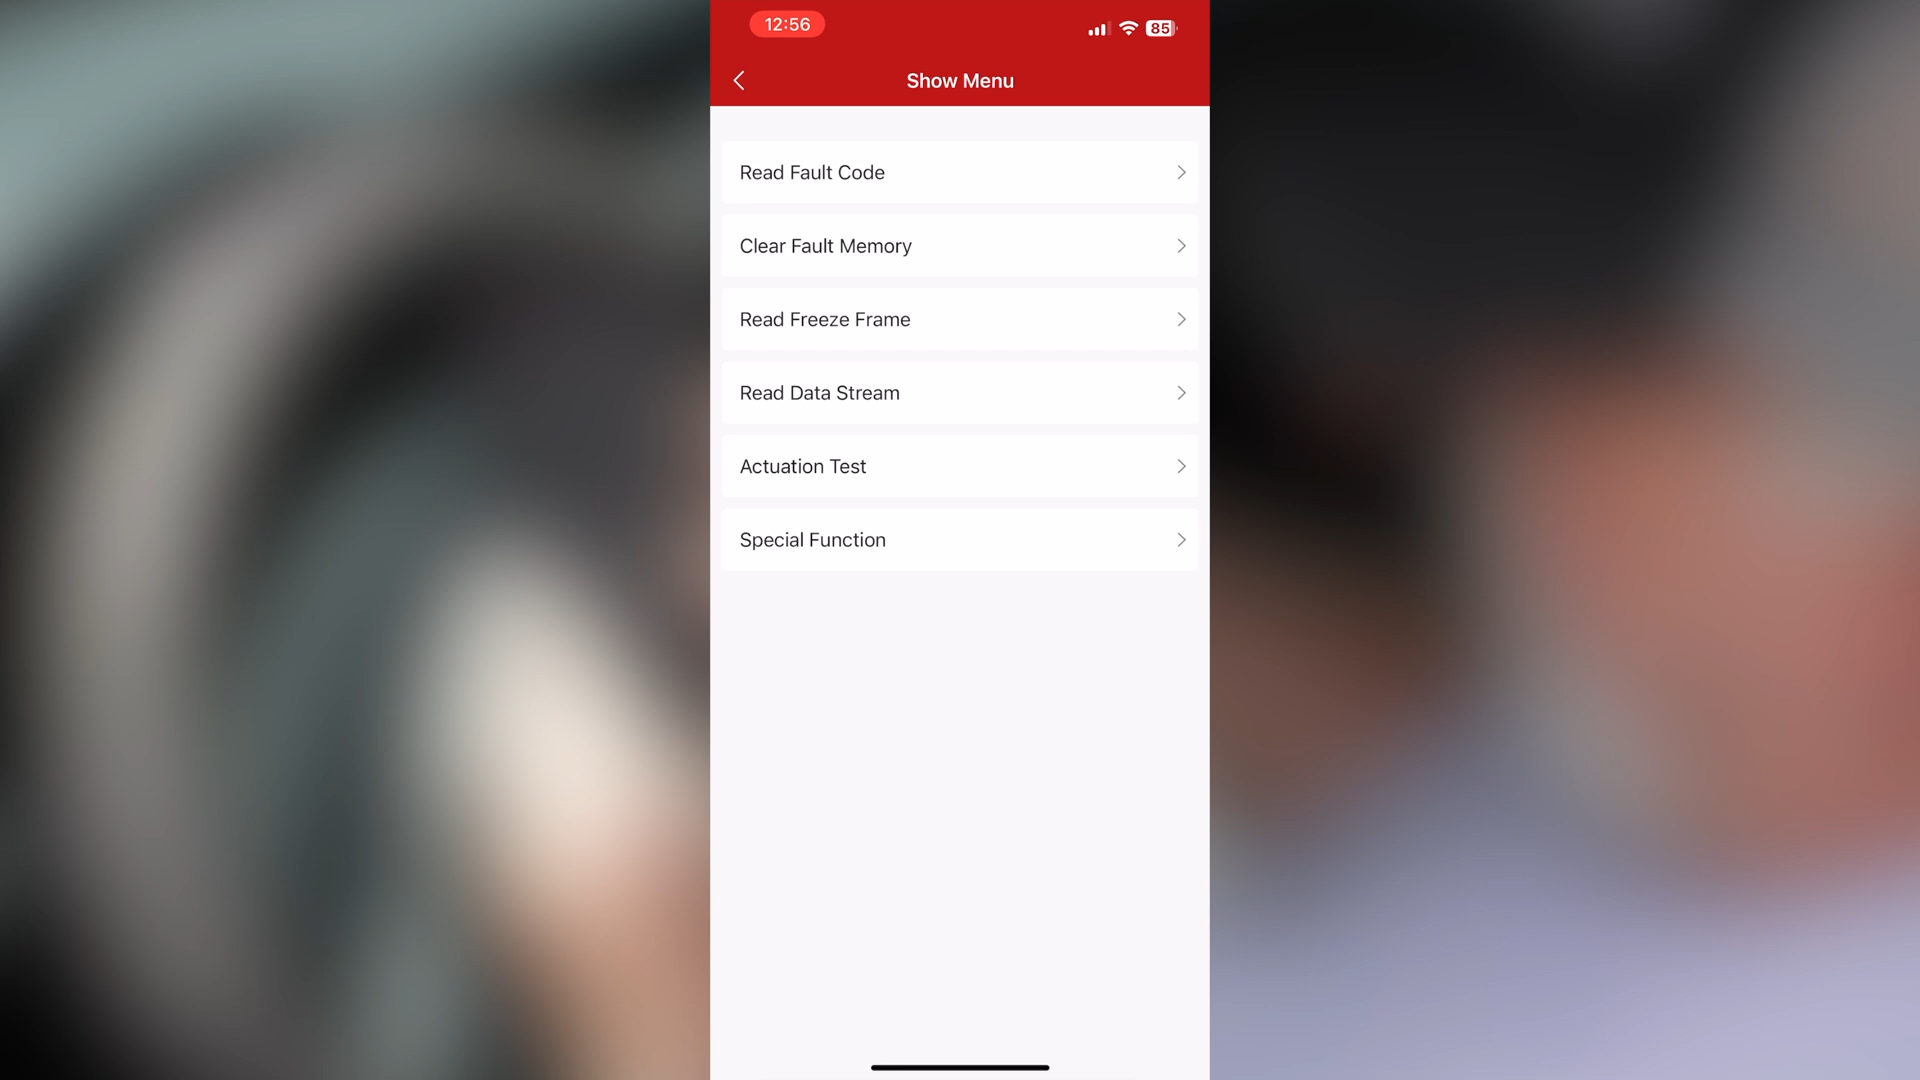 12:56
85
Show Menu
Read Fault Code
Clear Fault Memory
Read Freeze Frame
Read Data Stream
Actuation Test
Special Function